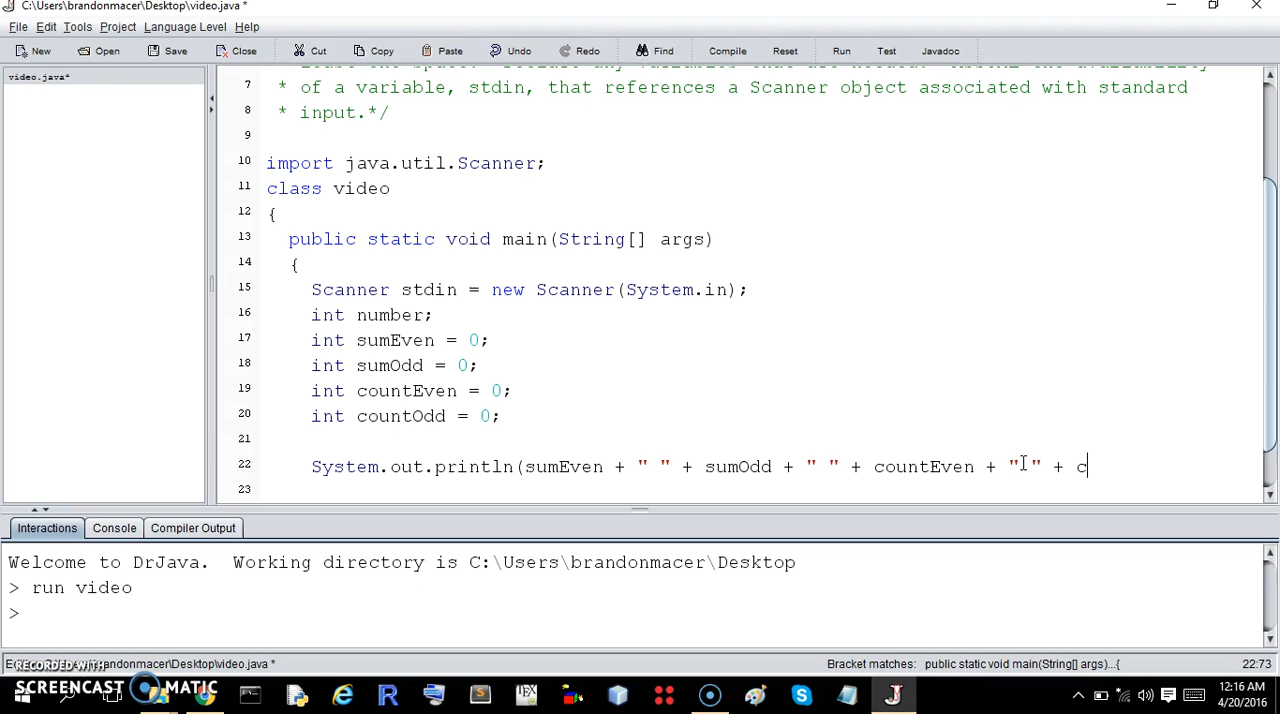 C:\Users\brandonmacer\Desktop\video.java *
File Edit Tools Project Language Level Help
New Open Save Close Cut Copy Paste Undo Redo Find Compile Reset Run Test Javadoc
video.java*
7 * of a variable, stdin, that references a Scanner object associated with standard
8 * input.*/
9
10 import java.util.Scanner;
11 class video
12 {
13 public static void main(String[] args)
14 {
15 Scanner stdin = new Scanner(System.in);
16 int number;
17 int sumEven = 0;
18 int sumOdd = 0;
19 int countEven = 0;
20 int countOdd = 0;
21
22 System.out.println(sumEven + " " + sumOdd + " " + countEven + " " + c
23
Interactions Console Compiler Output
Welcome to DrJava. Working directory is C:\Users\brandonmacer\Desktop
> run video
>
brandonmacer\Desktop\video.java * Bracket matches: public static void main(String[] args)...{ 22:73
RECORDED WITH
SCREENCAST MATIC
12:16 AM
4/20/2016